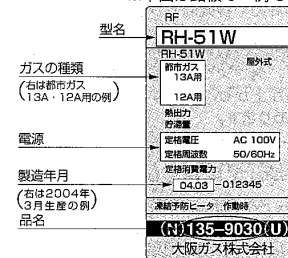 型名
ガスの種類
(右は都市ガス
13A・12A用の例)
電源
製造年月
(右は2004年
3月生産の例)
品名
RF
RH-51W
RH-51W
都市ガス
屋外式
13A用
12A用
熱出力
貯湯量
定格電圧 AC 100V
定格周波数 50/60Hz
定格消費電力
04.03-012345
凍結予防ヒータ 作動時
(N)135-9030(U)
大阪ガス株式会社